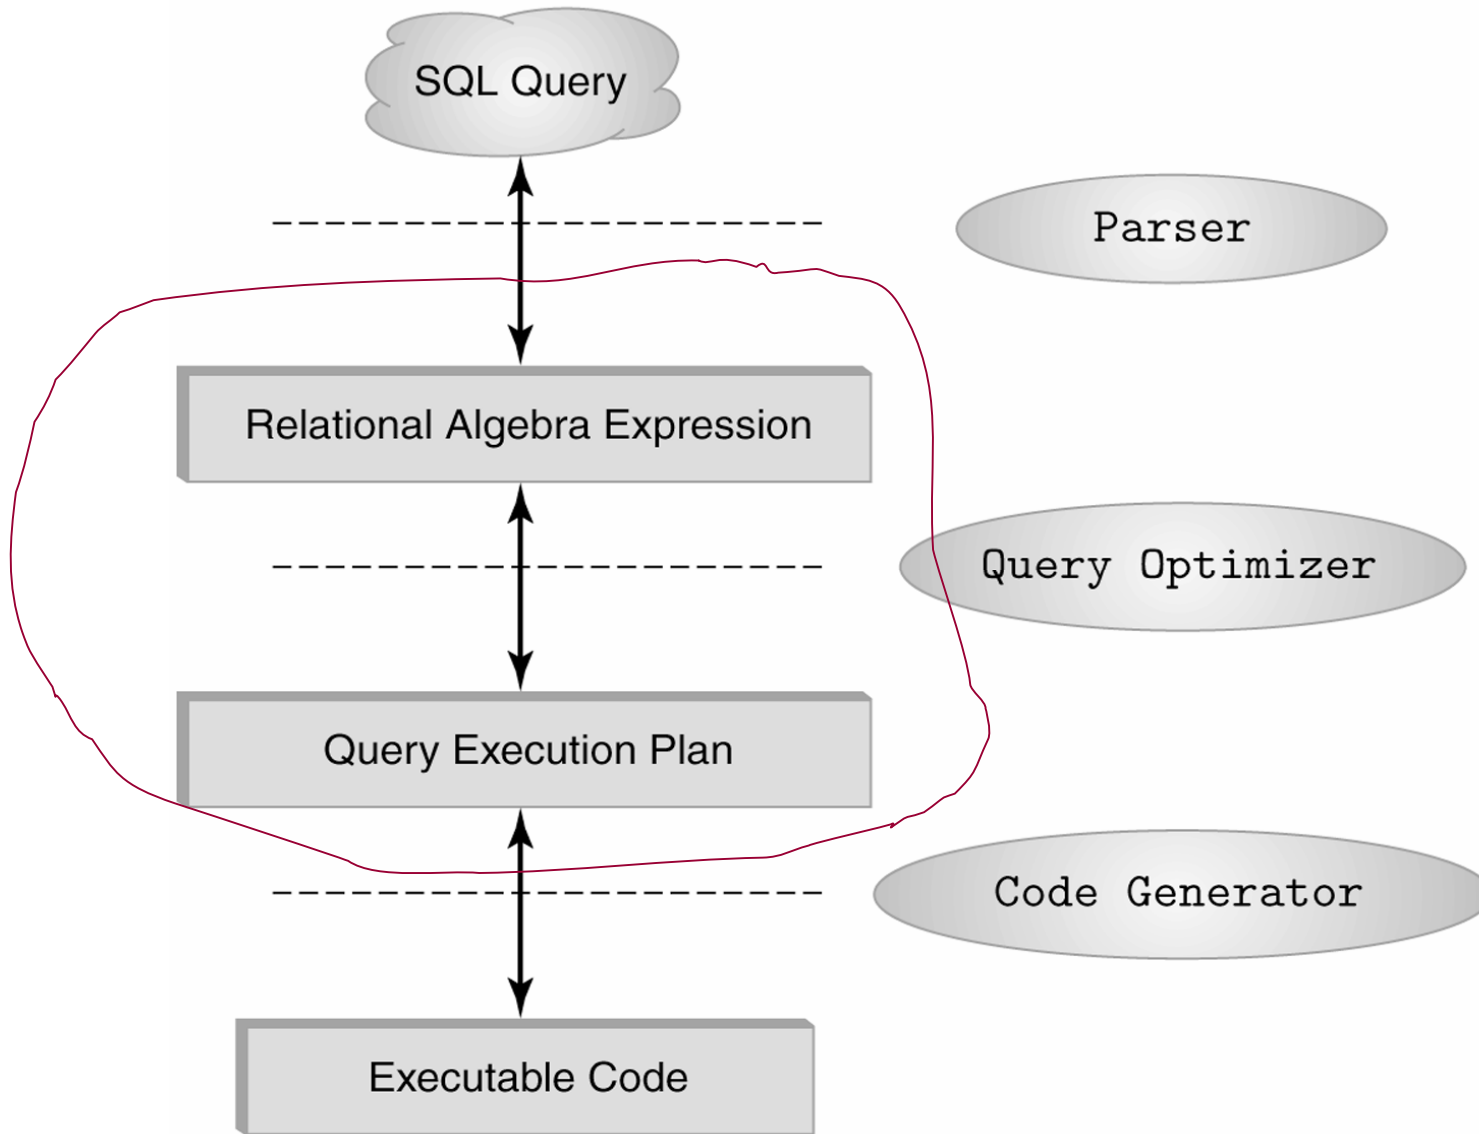 SQL Query
Parser
Relational Algebra Expression
Query Optimizer
Query Execution Plan
Code Generator
Executable Code